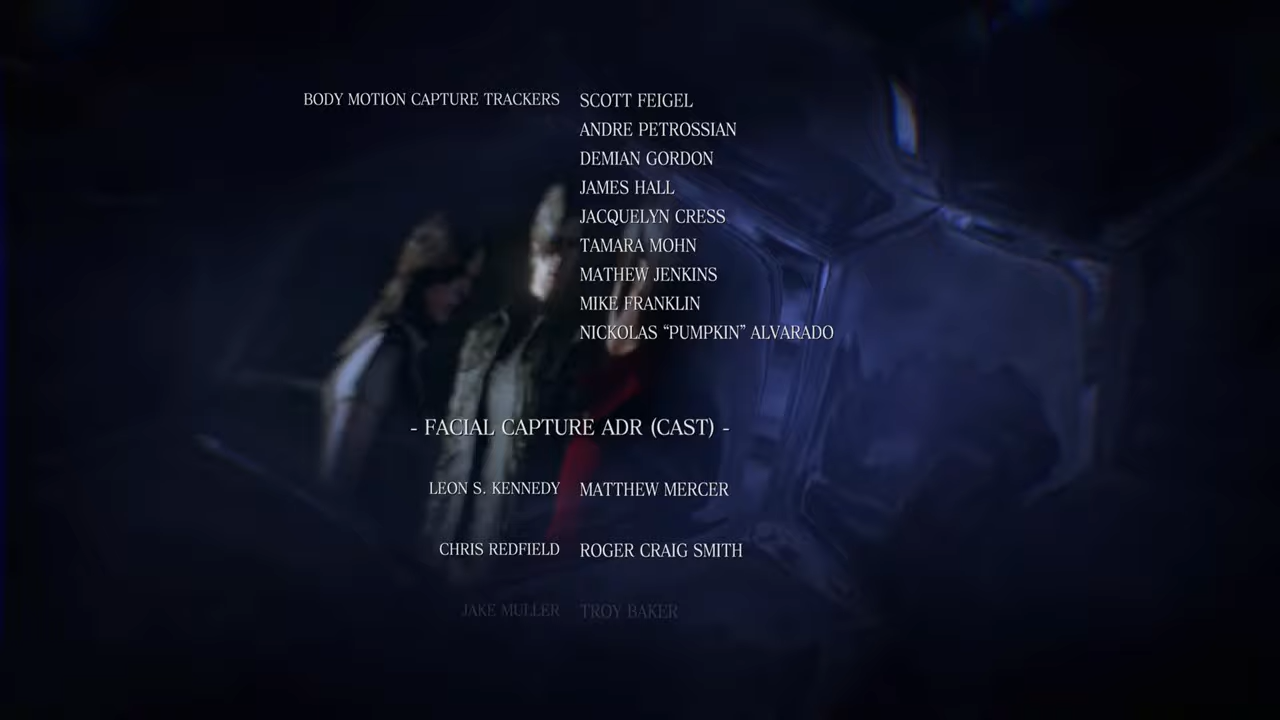 BODY MOTION CAPTURE TRACKERS SCOTT FEIGEL
ANDRE PETROSSIAN
DEMIAN GORDON
JAMES HALL
JACQUELYN CRESS
TAMARA MOHN
MATHEW JENKINS
MIKE FRANKLIN
NICKOLAS “PUMPKIN” ALVARADO
- FACIAL CAPTURE ADR (CAST) -
LEON S. KENNEDY MATTHEW MERCER
CHRIS REDFIELD ROGER CRAIG SMITH
JAKE MULLER TROY BAKER